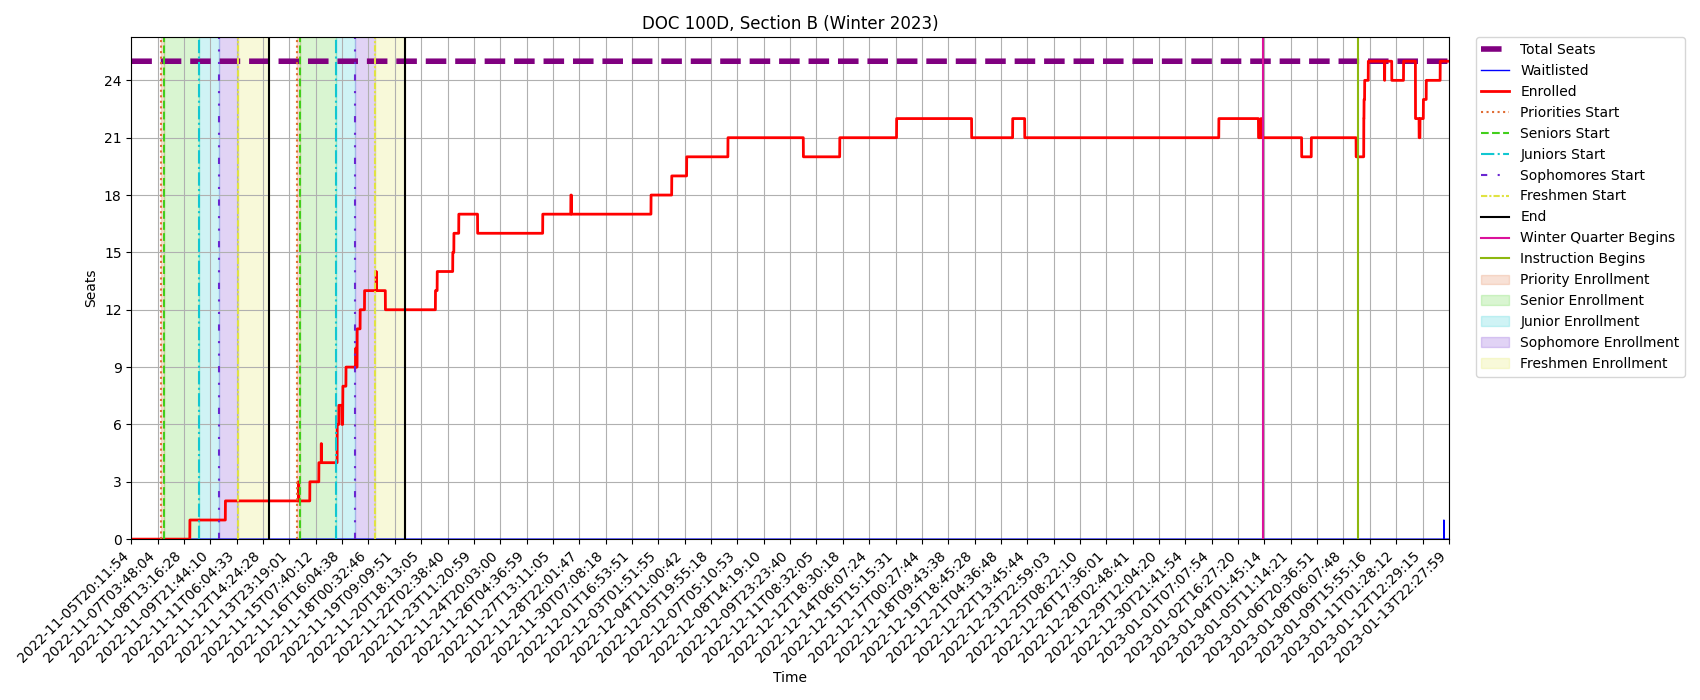 DOC 100D, Section B (Winter 2023)
Seats
24
21
18
15
12
9
6
3
0
2022-11-05T20:11:54
2022-11-07T03:48:04
2022-11-08T13:16:28
2022-11-09T21:44:10
2022-11-11T06:04:33
2022-11-12T14:24:28
2022-11-13T23:19:01
2022-11-15T07:40:12
2022-11-16T16:04:38
2022-11-18T00:32:46
2022-11-19T09:09:51
2022-11-20T18:13:05
2022-11-22T02:38:40
2022-11-23T11:20:59
2022-11-24T20:03:00
2022-11-26T04:36:59
2022-11-27T13:11:05
2022-11-28T22:01:47
2022-11-30T07:08:18
2022-12-01T16:53:51
2022-12-03T01:51:55
2022-12-04T11:00:42
2022-12-05T19:55:18
2022-12-07T05:10:53
2022-12-08T14:19:10
2022-12-09T23:23:40
2022-12-11T08:32:05
2022-12-12T18:30:18
2022-12-14T06:07:24
2022-12-15T15:15:31
2022-12-17T00:27:44
2022-12-18T09:43:38
2022-12-19T18:45:28
2022-12-21T04:36:48
2022-12-22T13:45:44
2022-12-23T22:59:03
2022-12-25T08:22:10
2022-12-26T17:36:01
2022-12-28T02:48:41
2022-12-29T12:04:20
2022-12-30T21:41:54
2023-01-01T07:07:54
2023-01-02T16:27:20
2023-01-04T01:45:14
2023-01-05T11:14:21
2023-01-06T20:36:51
2023-01-08T06:07:48
2023-01-09T15:55:16
2023-01-11T01:28:12
2023-01-12T12:29:15
2023-01-13T22:27:59
Time
Total Seats
Waitlisted
Enrolled
Priorities Start
Seniors Start
Juniors Start
Sophomores Start
Freshmen Start
End
Winter Quarter Begins
Instruction Begins
Priority Enrollment
Senior Enrollment
Junior Enrollment
Sophomore Enrollment
Freshmen Enrollment